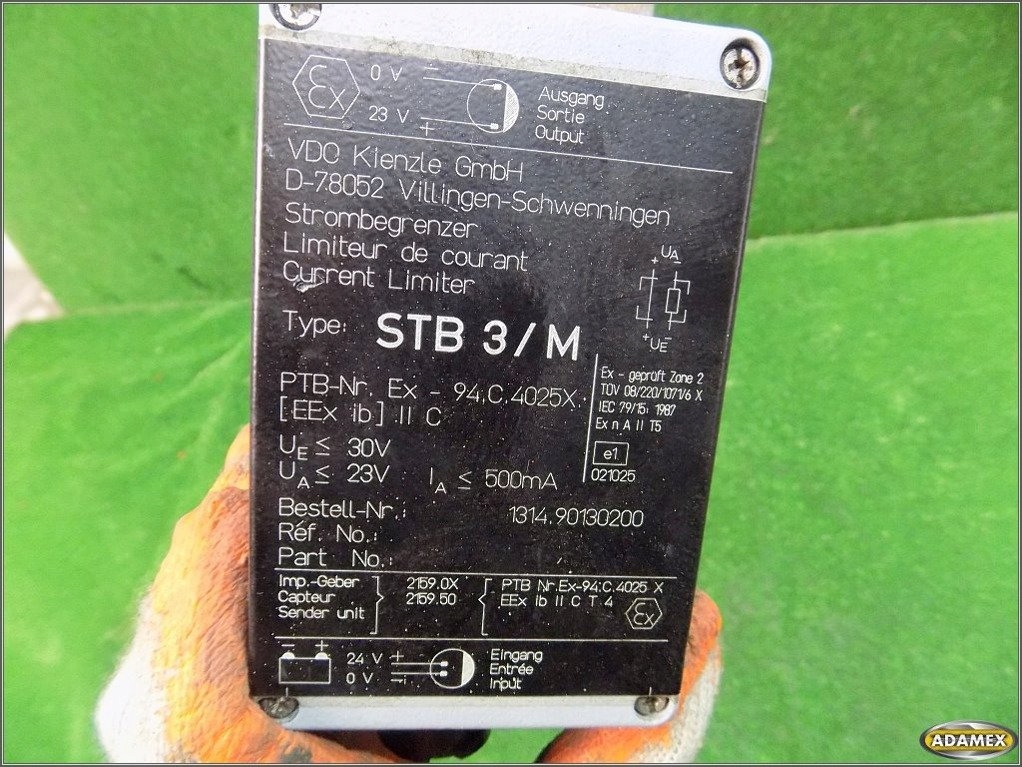 εx 0 V − Ausgang
Sortie
23 V + Output
VDO Kienzle GmbH
D-78052 Villingen-Schwenningen
Strombegrenzer
Limiteur de courant
Current Limiter
+ UA −
+ UE −
Type: STB 3/M
PTB-Nr. Ex - 94.C.4025X
[EEx ib] II C
UE ≤ 30V
UA ≤ 23V IA ≤ 500mA
Ex - geprüft Zone 2
TÜV 08/220/1071/6 X
IEC 79/15: 1987
Ex n A II T5
e1
021025
Bestell-Nr.: 1314.90130200
Réf. No.:
Part No.:
Imp.-Geber 2159.0X PTB Nr.Ex-94.C.4025 X
Capteur 2159.50 EEx ib II C T 4
Sender unit εx
− + 24 V + Eingang
Entrée
0 V − Input
ADAMEX